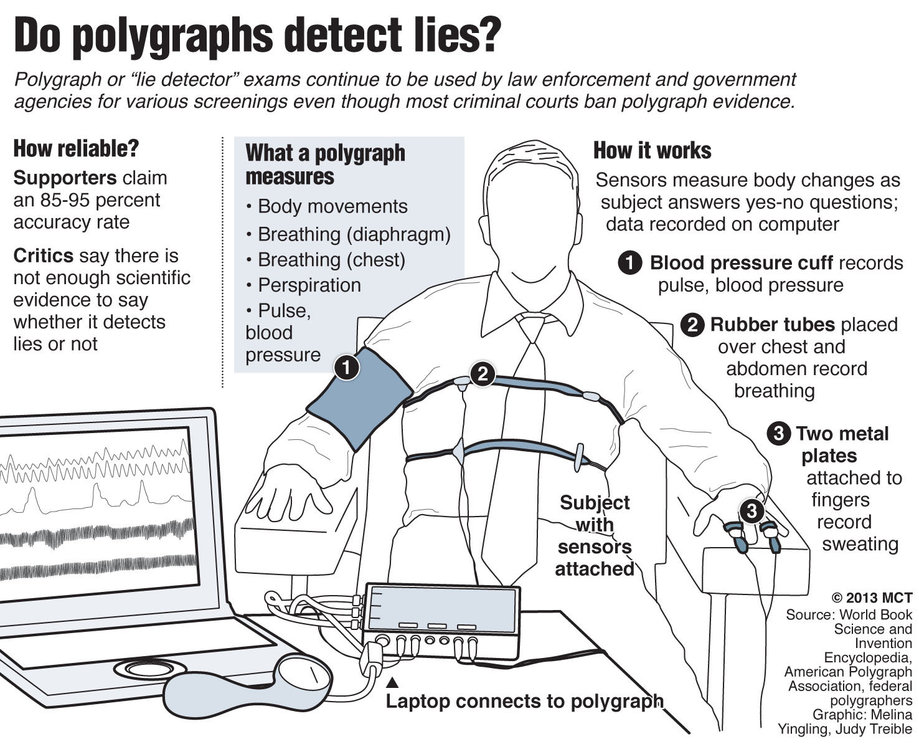 Do polygraphs detect lies?
Polygraph or “lie detector” exams continue to be used by law enforcement and government
agencies for various screenings even though most criminal courts ban polygraph evidence.
How reliable?
Supporters claim
an 85-95 percent
accuracy rate
Critics say there is
not enough scientific
evidence to say
whether it detects
lies or not
What a polygraph
measures
• Body movements
• Breathing (diaphragm)
• Breathing (chest)
• Perspiration
• Pulse,
blood
pressure
How it works
Sensors measure body changes as
subject answers yes-no questions;
data recorded on computer
1 Blood pressure cuff records
pulse, blood pressure
2 Rubber tubes placed
over chest and
abdomen record
breathing
3 Two metal
plates
attached to
fingers
record
sweating
1
2
3
Subject
with
sensors
attached
▲
Laptop connects to polygraph
© 2013 MCT
Source: World Book
Science and
Invention
Encyclopedia,
American Polygraph
Association, federal
polygraphers
Graphic: Melina
Yingling, Judy Treible